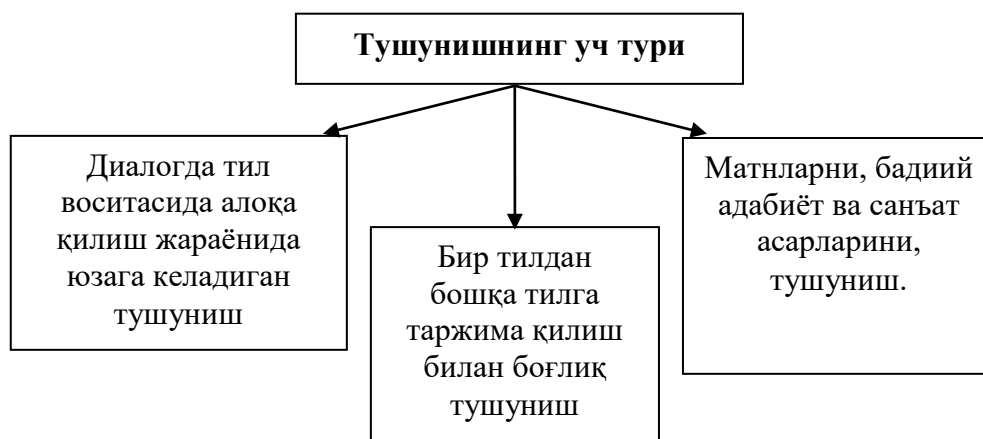 Тушунишнинг уч тури
Диалогда тил
воситасида алоқа
қилиш жараёнида
юзага келадиган
тушуниш
Бир тилдан
бошқа тилга
таржима қилиш
билан боғлиқ
тушуниш
Матнларни, бадиий
адабиёт ва санъат
асарларини,
тушуниш.